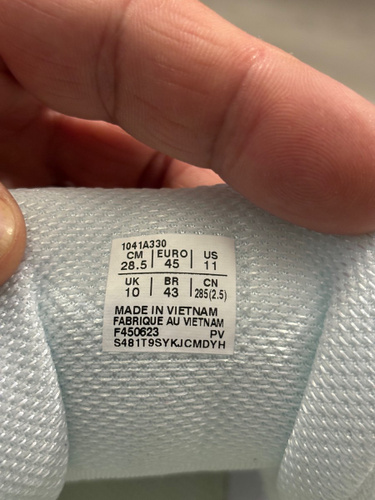 1041A330
CM | EURO | US
28.5 | 45 | 11
UK | BR | CN
10 | 43 | 285(2.5)
MADE IN VIETNAM
FABRIQUE AU VIETNAM
F450623 PV
S481T9SYKJCMDYH